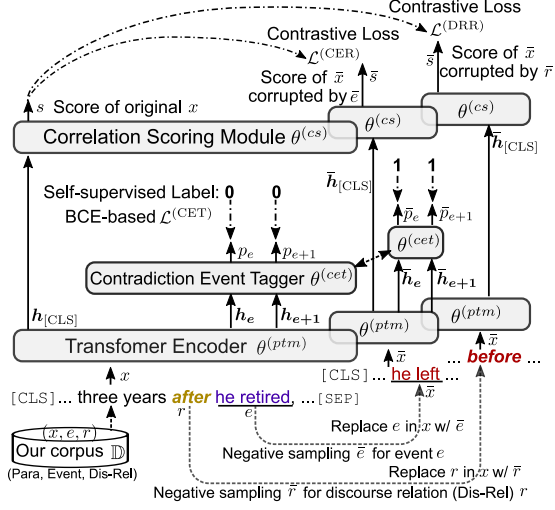 Contrastive Loss
ℒ^(DRR)
Contrastive Loss
ℒ^(CER)
s̄
s̄
Score of x̄
corrupted by r̄
Score of x̄
corrupted by ē
s Score of original x
θ^(cs)
Correlation Scoring Module θ^(cs)
θ^(cs)
h̄_[CLS]
h̄_[CLS]
Self-supervised Label: 0 0
1 1
BCE-based ℒ^(CET)
p̄_e p̄_e+1
p_e p_e+1
θ^(cet)
Contradiction Event Tagger θ^(cet)
h̄_e h̄_e+1
h_[CLS]
h_e h_e+1
θ^(ptm)
θ^(ptm)
Transfomer Encoder θ^(ptm)
x̄
x̄
... before ...
x
[CLS] ... he left ...
x̄
[CLS]... three years after he retired, ...[SEP]
r e
(x, e, r)
Our corpus 𝔻
(Para, Event, Dis-Rel)
Replace e in x w/ ē
Negative sampling ē for event e
Replace r in x w/ r̄
Negative sampling r̄ for discourse relation (Dis-Rel) r